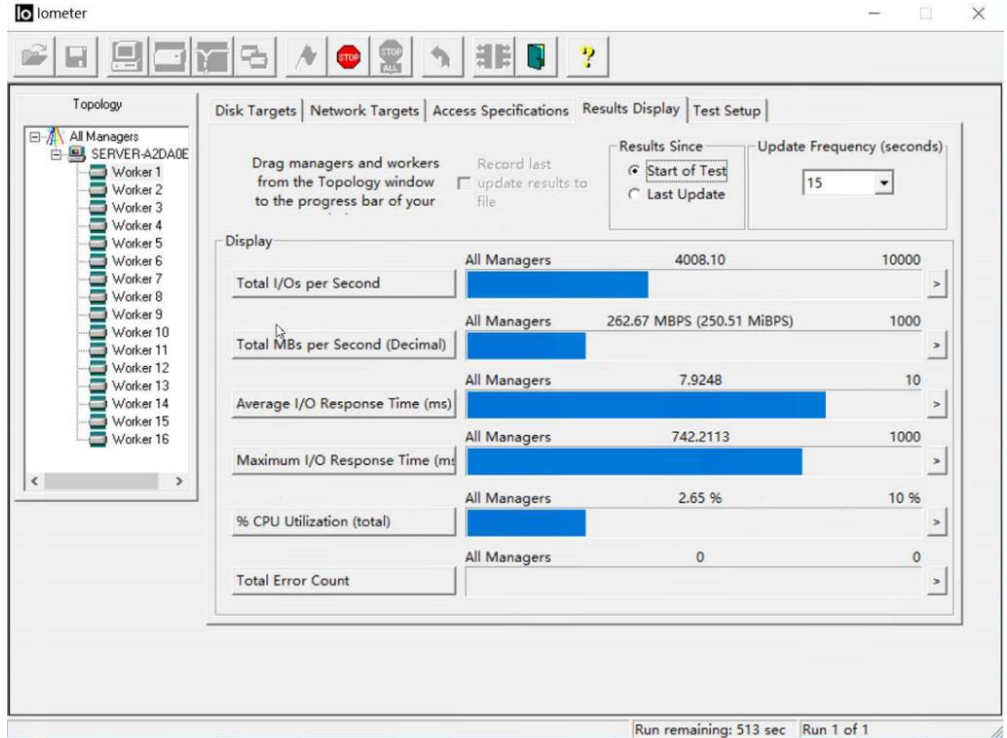 Iometer
STOP
STOP ALL
Topology
All Managers
SERVER-A2DA0E
Worker 1
Worker 2
Worker 3
Worker 4
Worker 5
Worker 6
Worker 7
Worker 8
Worker 9
Worker 10
Worker 11
Worker 12
Worker 13
Worker 14
Worker 15
Worker 16
Disk Targets Network Targets Access Specifications Results Display Test Setup
Drag managers and workers
from the Topology window
to the progress bar of your
Record last
update results to
file
Results Since
Start of Test
Last Update
Update Frequency (seconds)
15
Display
All Managers 4008.10 10000
Total I/Os per Second >
All Managers 262.67 MBPS (250.51 MiBPS) 1000
Total MBs per Second (Decimal) >
All Managers 7.9248 10
Average I/O Response Time (ms) >
All Managers 742.2113 1000
Maximum I/O Response Time (ms >
All Managers 2.65 % 10 %
% CPU Utilization (total) >
All Managers 0 0
Total Error Count >
Run remaining: 513 sec Run 1 of 1